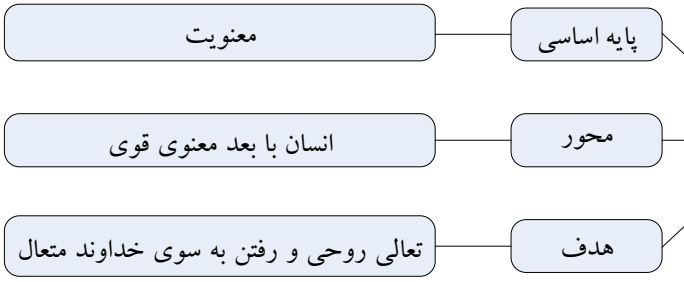 پایه اساسی
معنویت
محور
انسان با بعد معنوی قوی
هدف
تعالی روحی و رفتن به سوی خداوند متعال